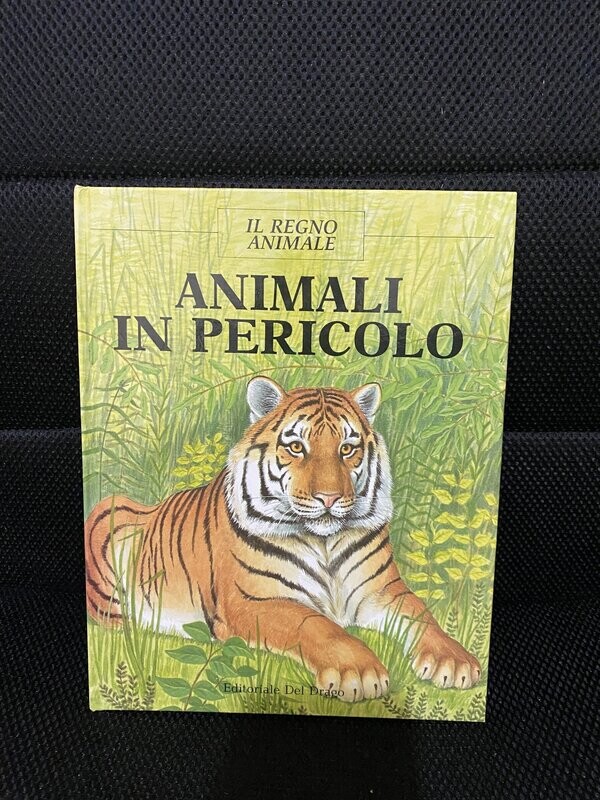 IL REGNO
ANIMALE
ANIMALI
IN PERICOLO
Editoriale Del Drago